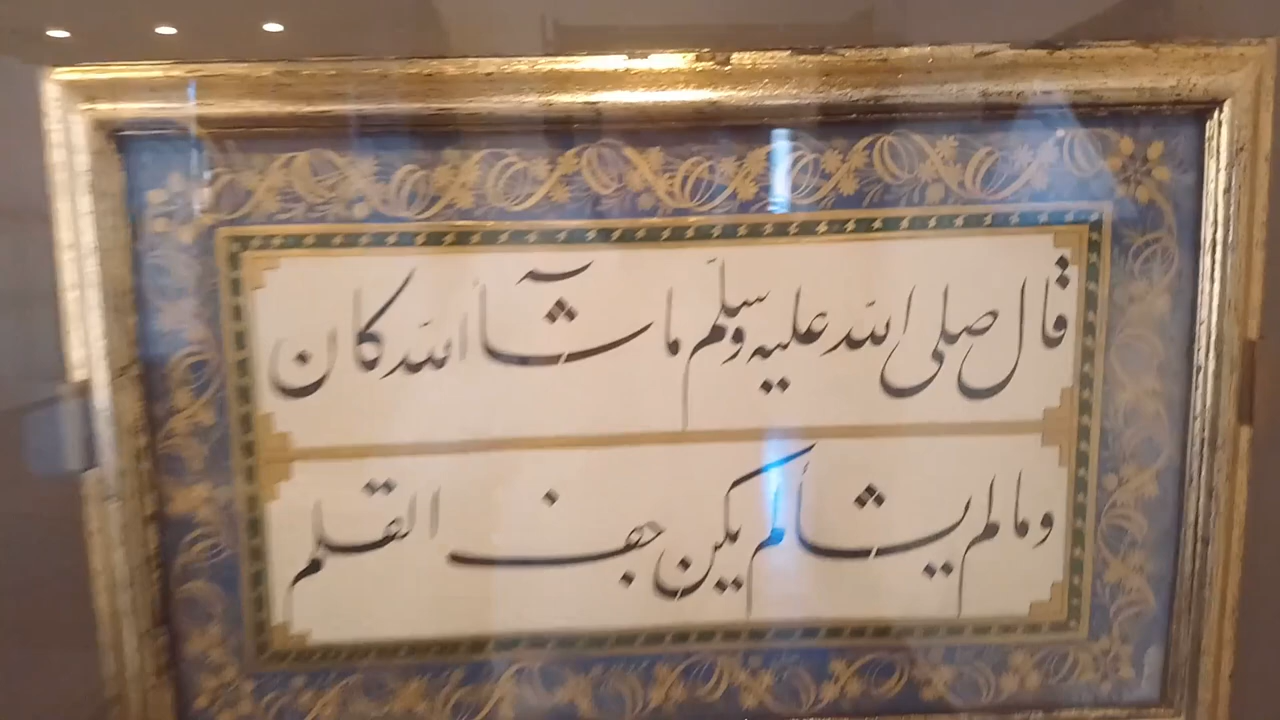 قال صلى الله عليه وسلم ما شاء الله كان
وما لم يشأ لم يكن جف القلم